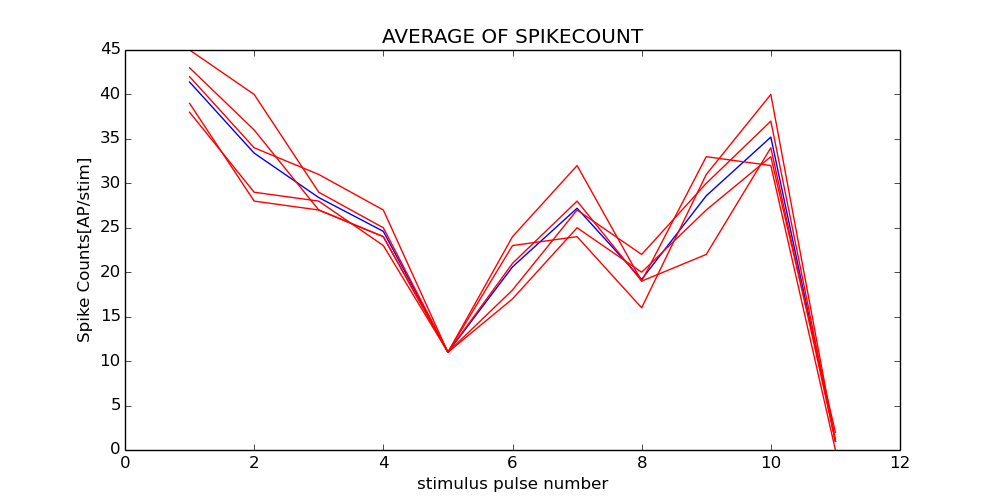 AVERAGE OF SPIKECOUNT
45
40
35
30
25
20
15
10
5
0
Spike Counts[AP/stim]
0 2 4 6 8 10 12
stimulus pulse number